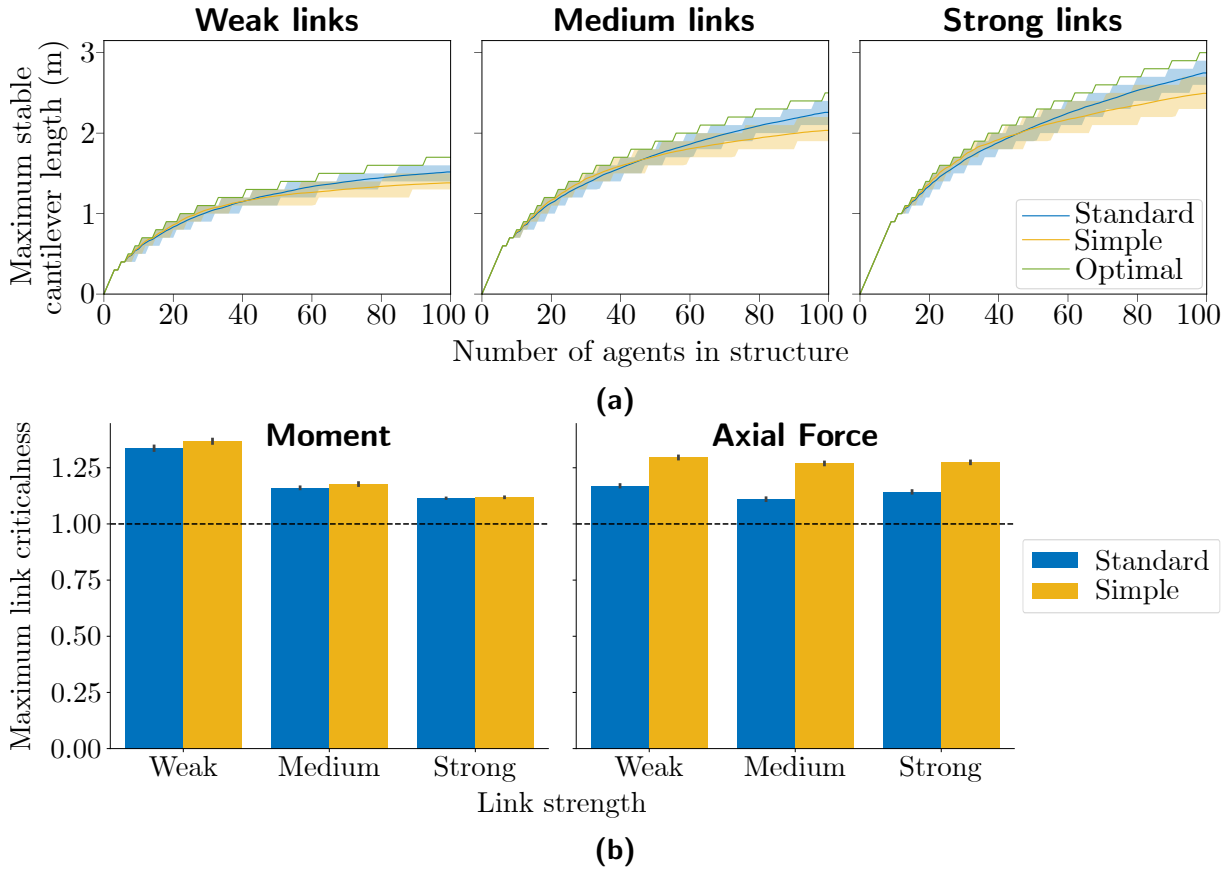 Weak links
Medium links
Strong links
Maximum stable
cantilever length (m)
3
2
1
0
0 20 40 60 80 100
0 20 40 60 80 100
0 20 40 60 80 100
Standard
Simple
Optimal
Number of agents in structure
(a)
Moment
Axial Force
Maximum link criticalness
1.25
1.00
0.75
0.50
0.25
0.00
Weak Medium Strong
Weak Medium Strong
Standard
Simple
Link strength
(b)